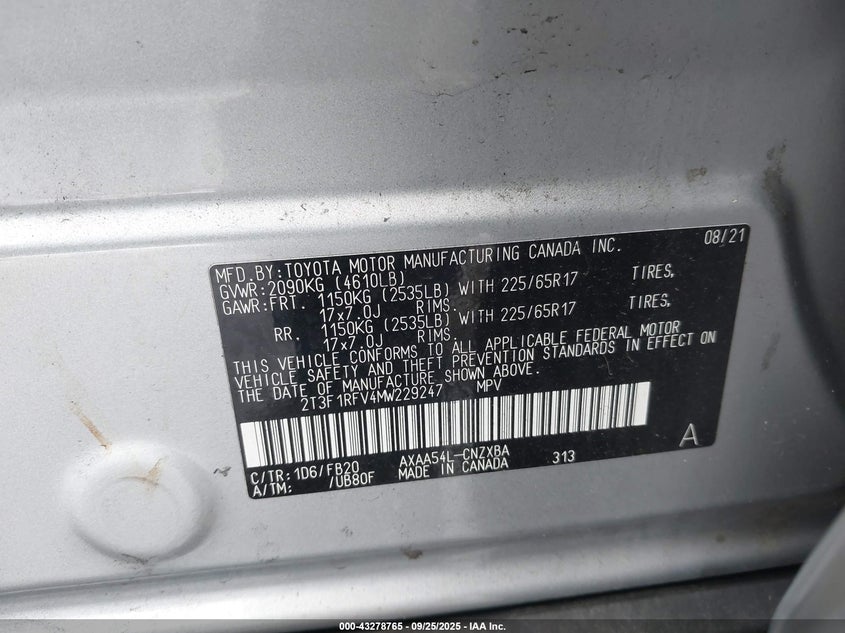 MFD.BY:TOYOTA MOTOR MANUFACTURING CANADA INC. 08/21
GVWR:2090KG (4610LB)
GAWR:FRT. 1150KG (2535LB) WITH 225/65R17 TIRES,
17x7.0J RIMS.
RR. 1150KG (2535LB) WITH 225/65R17 TIRES,
17x7.0J RIMS.
THIS VEHICLE CONFORMS TO ALL APPLICABLE FEDERAL MOTOR
VEHICLE SAFETY AND THEFT PREVENTION STANDARDS IN EFFECT ON
THE DATE OF MANUFACTURE SHOWN ABOVE.
2T3F1RFV4MW229247 MPV
A
C/TR:1D6/FB20 AXAA54L-CNZXBA 313
A/TM: /UB80F MADE IN CANADA
000-43278765 - 09/25/2025 - IAA Inc.